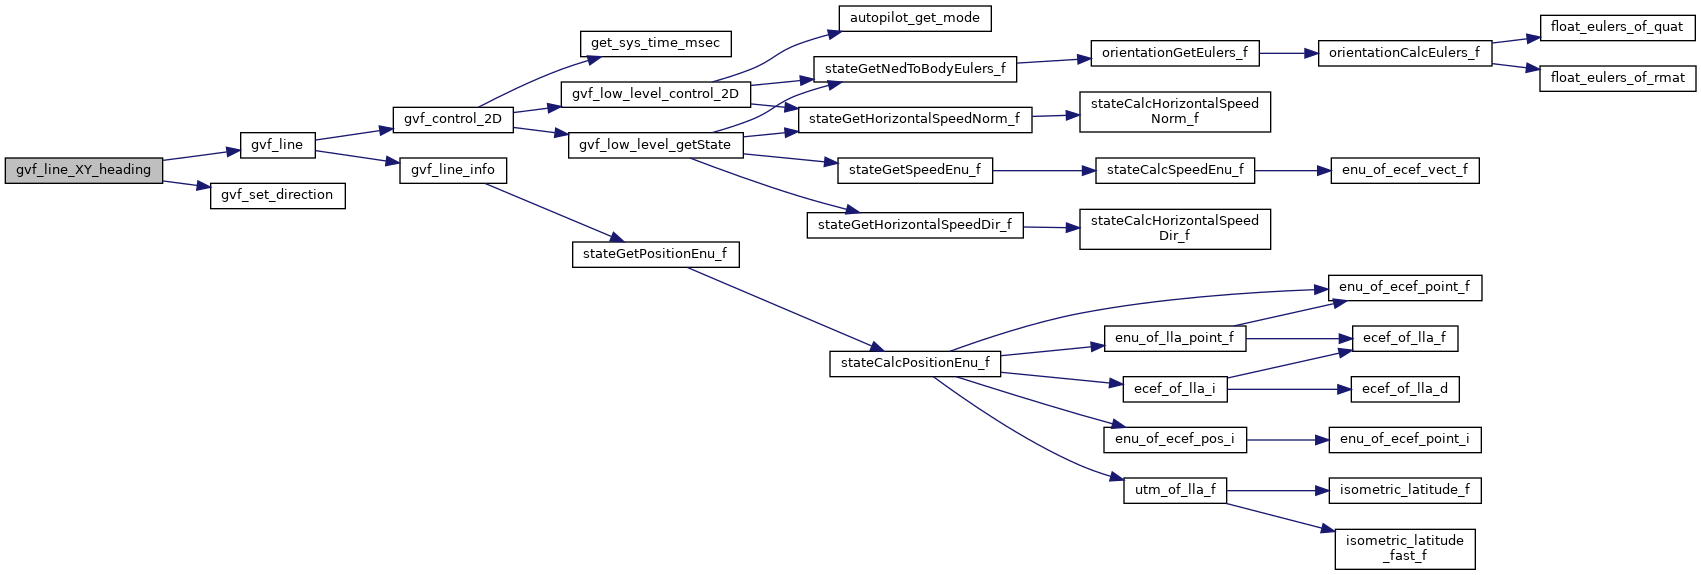 gvf_line_XY_heading
gvf_line
gvf_set_direction
gvf_control_2D
gvf_line_info
get_sys_time_msec
gvf_low_level_control_2D
gvf_low_level_getState
stateGetPositionEnu_f
autopilot_get_mode
stateGetNedToBodyEulers_f
stateGetHorizontalSpeedNorm_f
stateGetSpeedEnu_f
stateGetHorizontalSpeedDir_f
stateCalcPositionEnu_f
orientationGetEulers_f
stateCalcHorizontalSpeed
Norm_f
stateCalcSpeedEnu_f
stateCalcHorizontalSpeed
Dir_f
enu_of_lla_point_f
ecef_of_lla_i
enu_of_ecef_pos_i
utm_of_lla_f
orientationCalcEulers_f
enu_of_ecef_vect_f
enu_of_ecef_point_f
ecef_of_lla_f
ecef_of_lla_d
enu_of_ecef_point_i
isometric_latitude_f
isometric_latitude
_fast_f
float_eulers_of_quat
float_eulers_of_rmat